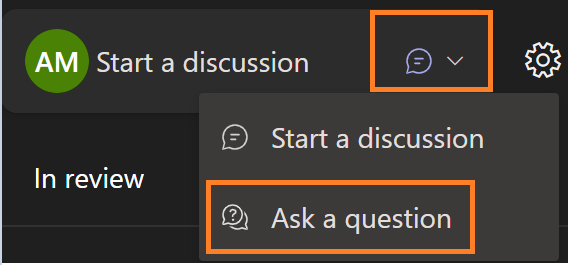 AM Start a discussion
Start a discussion
In review
Ask a question